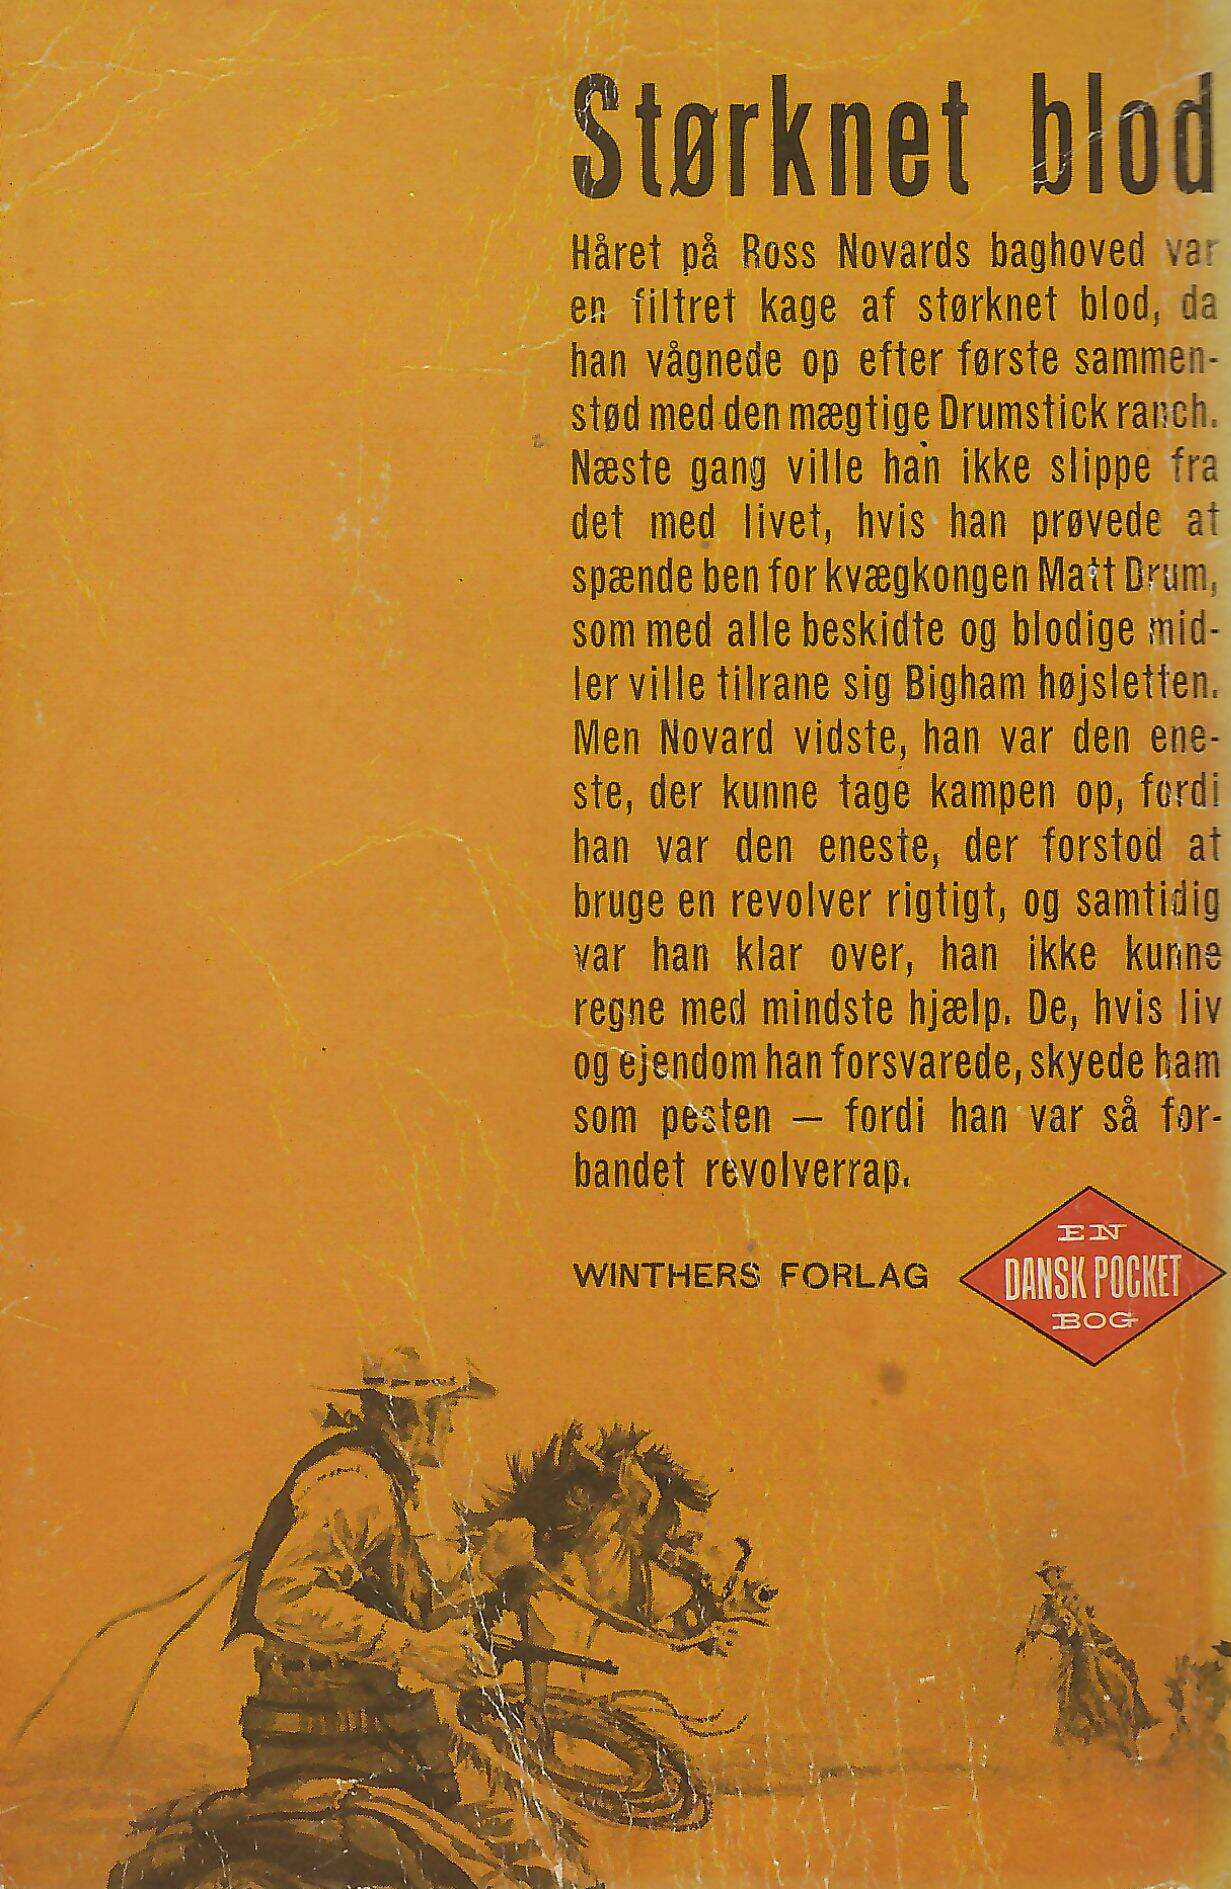 Størknet blod
Håret på Ross Novards baghoved var
en filtret kage af størknet blod, da
han vågnede op efter første sammen-
stød med den mægtige Drumstick ranch.
Næste gang ville han ikke slippe fra
det med livet, hvis han prøvede at
spænde ben for kvægkongen Matt Drum,
som med alle beskidte og blodige mid-
ler ville tilrane sig Bigham højsletten.
Men Novard vidste, han var den ene-
ste, der kunne tage kampen op, fordi
han var den eneste, der forstod at
bruge en revolver rigtigt, og samtidig
var han klar over, han ikke kunne
regne med mindste hjælp. De, hvis liv
og ejendom han forsvarede, skyede ham
som pesten — fordi han var så for-
bandet revolverrap.
WINTHERS FORLAG
EN
DANSK POCKET
BOG